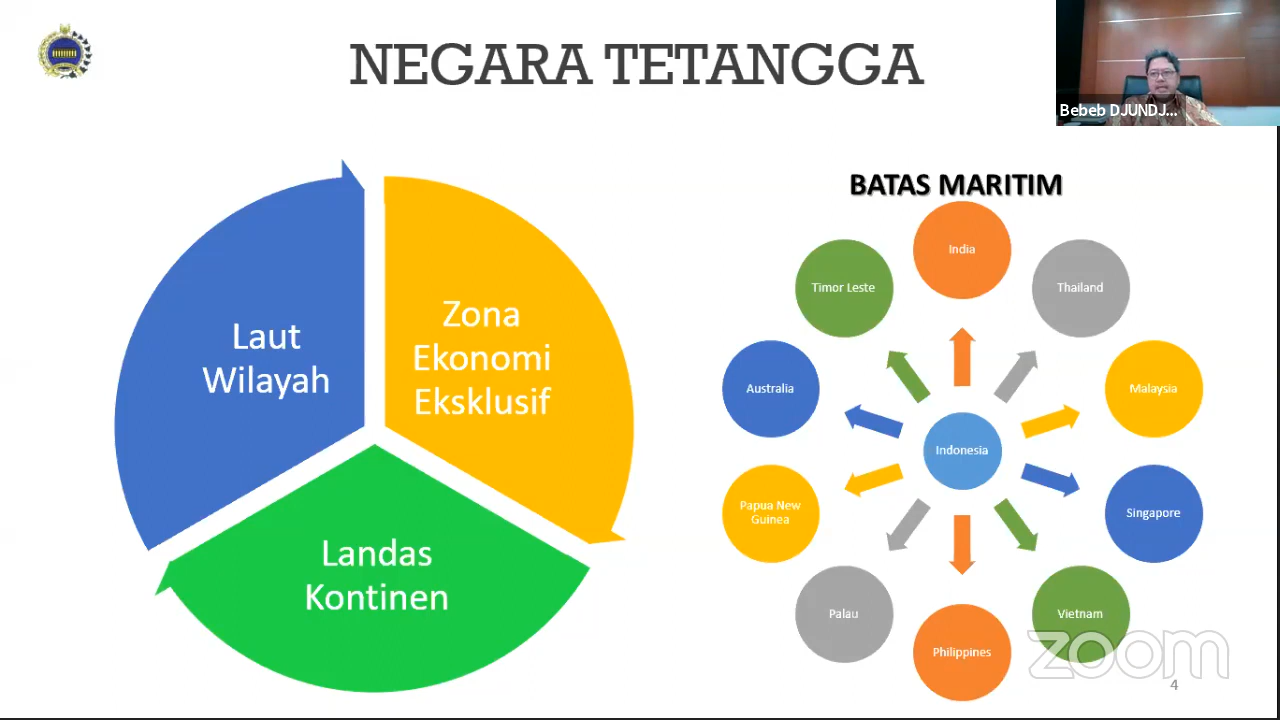 NEGARA TETANGGA
Bebeb DJUNDJ...
Laut
Wilayah
Zona
Ekonomi
Eksklusif
Landas
Kontinen
BATAS MARITIM
India
Thailand
Malaysia
Singapore
Vietnam
Philippines
Palau
Papua New
Guinea
Australia
Timor Leste
Indonesia
zoom
4